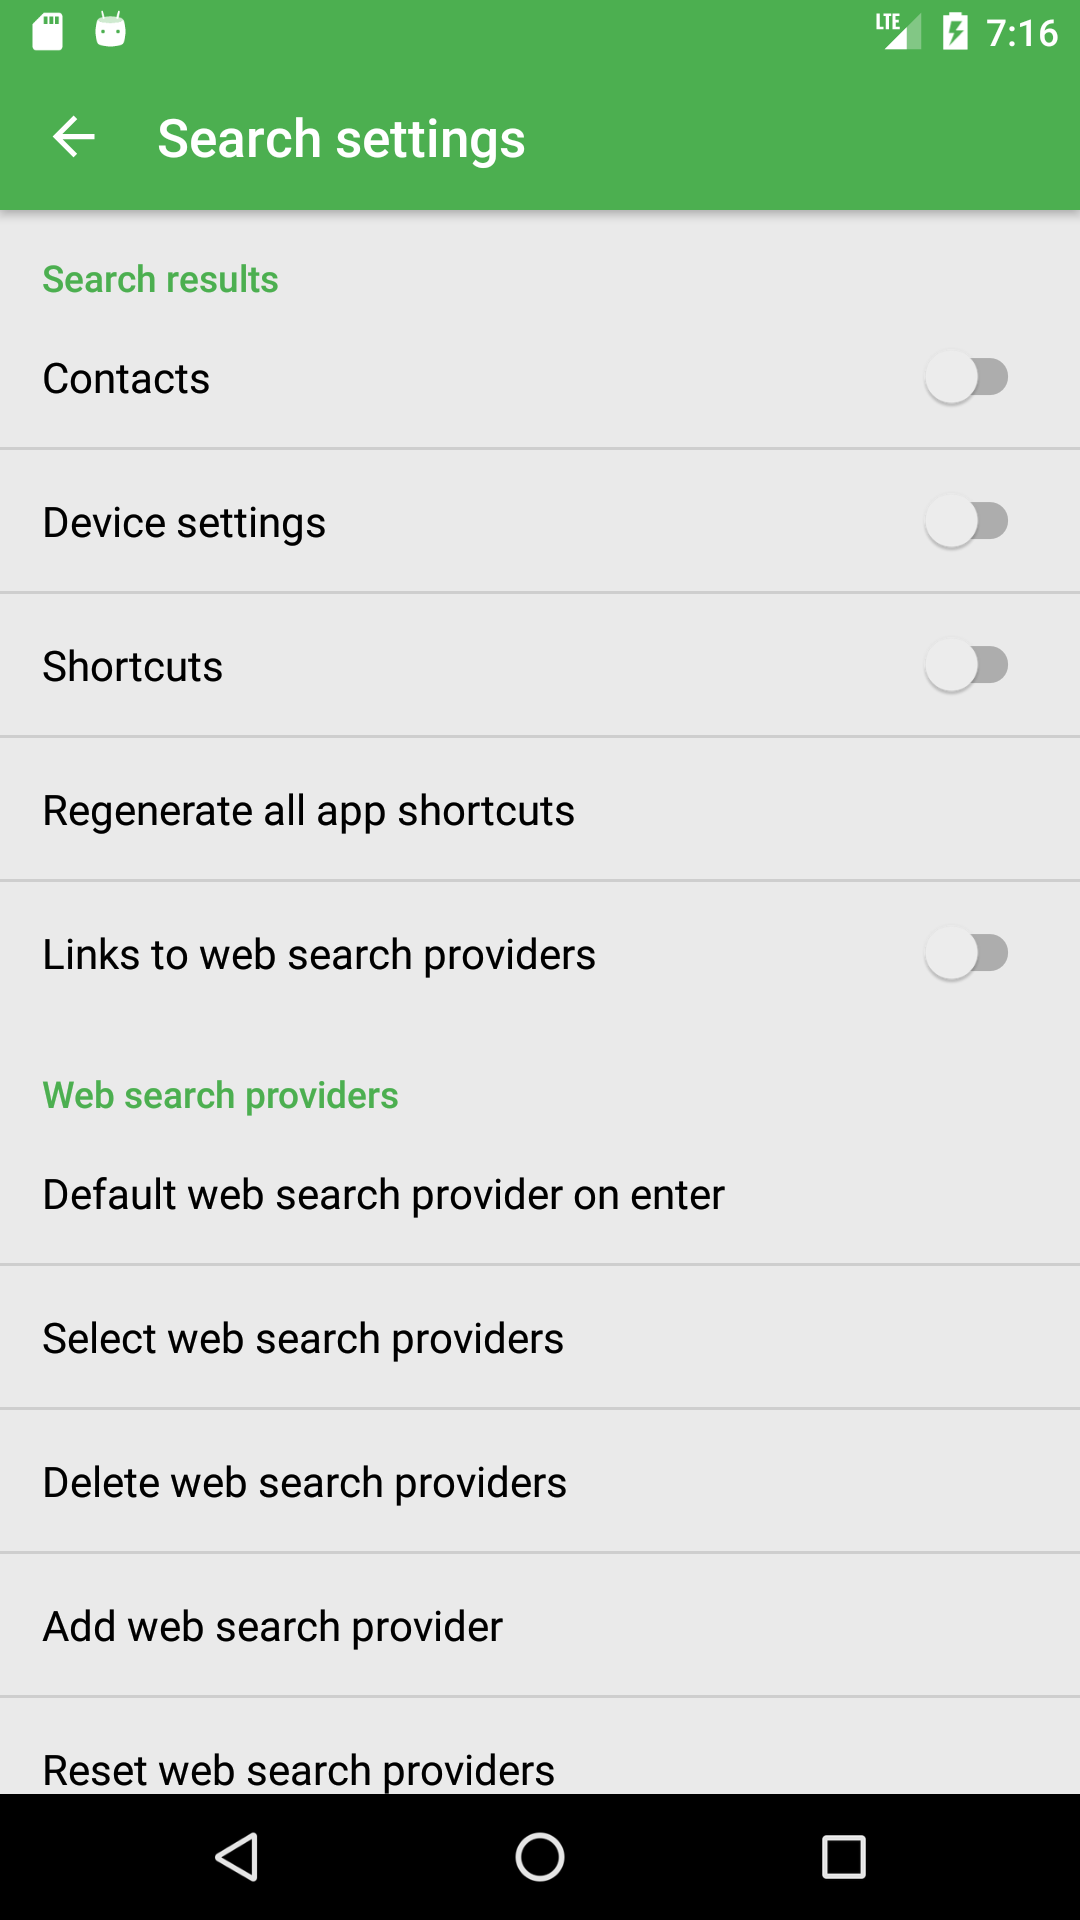 LTE 7:16
Search settings
Search results
Contacts
Device settings
Shortcuts
Regenerate all app shortcuts
Links to web search providers
Web search providers
Default web search provider on enter
Select web search providers
Delete web search providers
Add web search provider
Reset web search providers